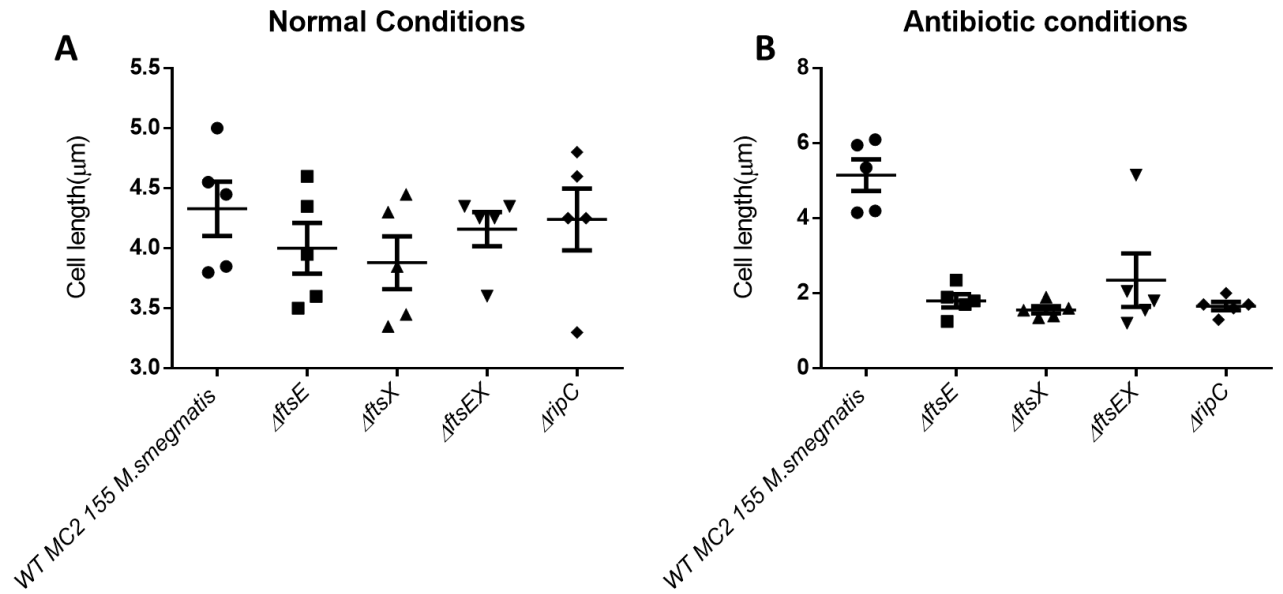 A
Normal Conditions
Cell length(μm)
5.5
5.0
4.5
4.0
3.5
3.0
WT MC2 155 M.smegmatis
ΔftsE
ΔftsX
ΔftsEX
ΔripC
B
Antibiotic conditions
Cell length(μm)
8
6
4
2
0
WT MC2 155 M.smegmatis
ΔftsE
ΔftsX
ΔftsEX
ΔripC